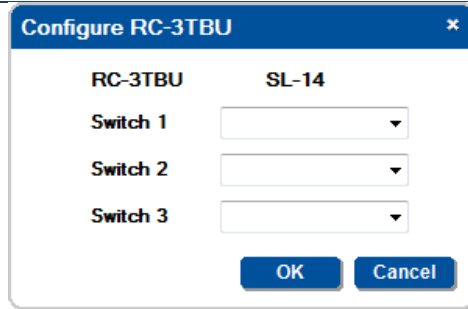 Configure RC-3TBU ×
RC-3TBU SL-14
Switch 1
Switch 2
Switch 3
OK Cancel